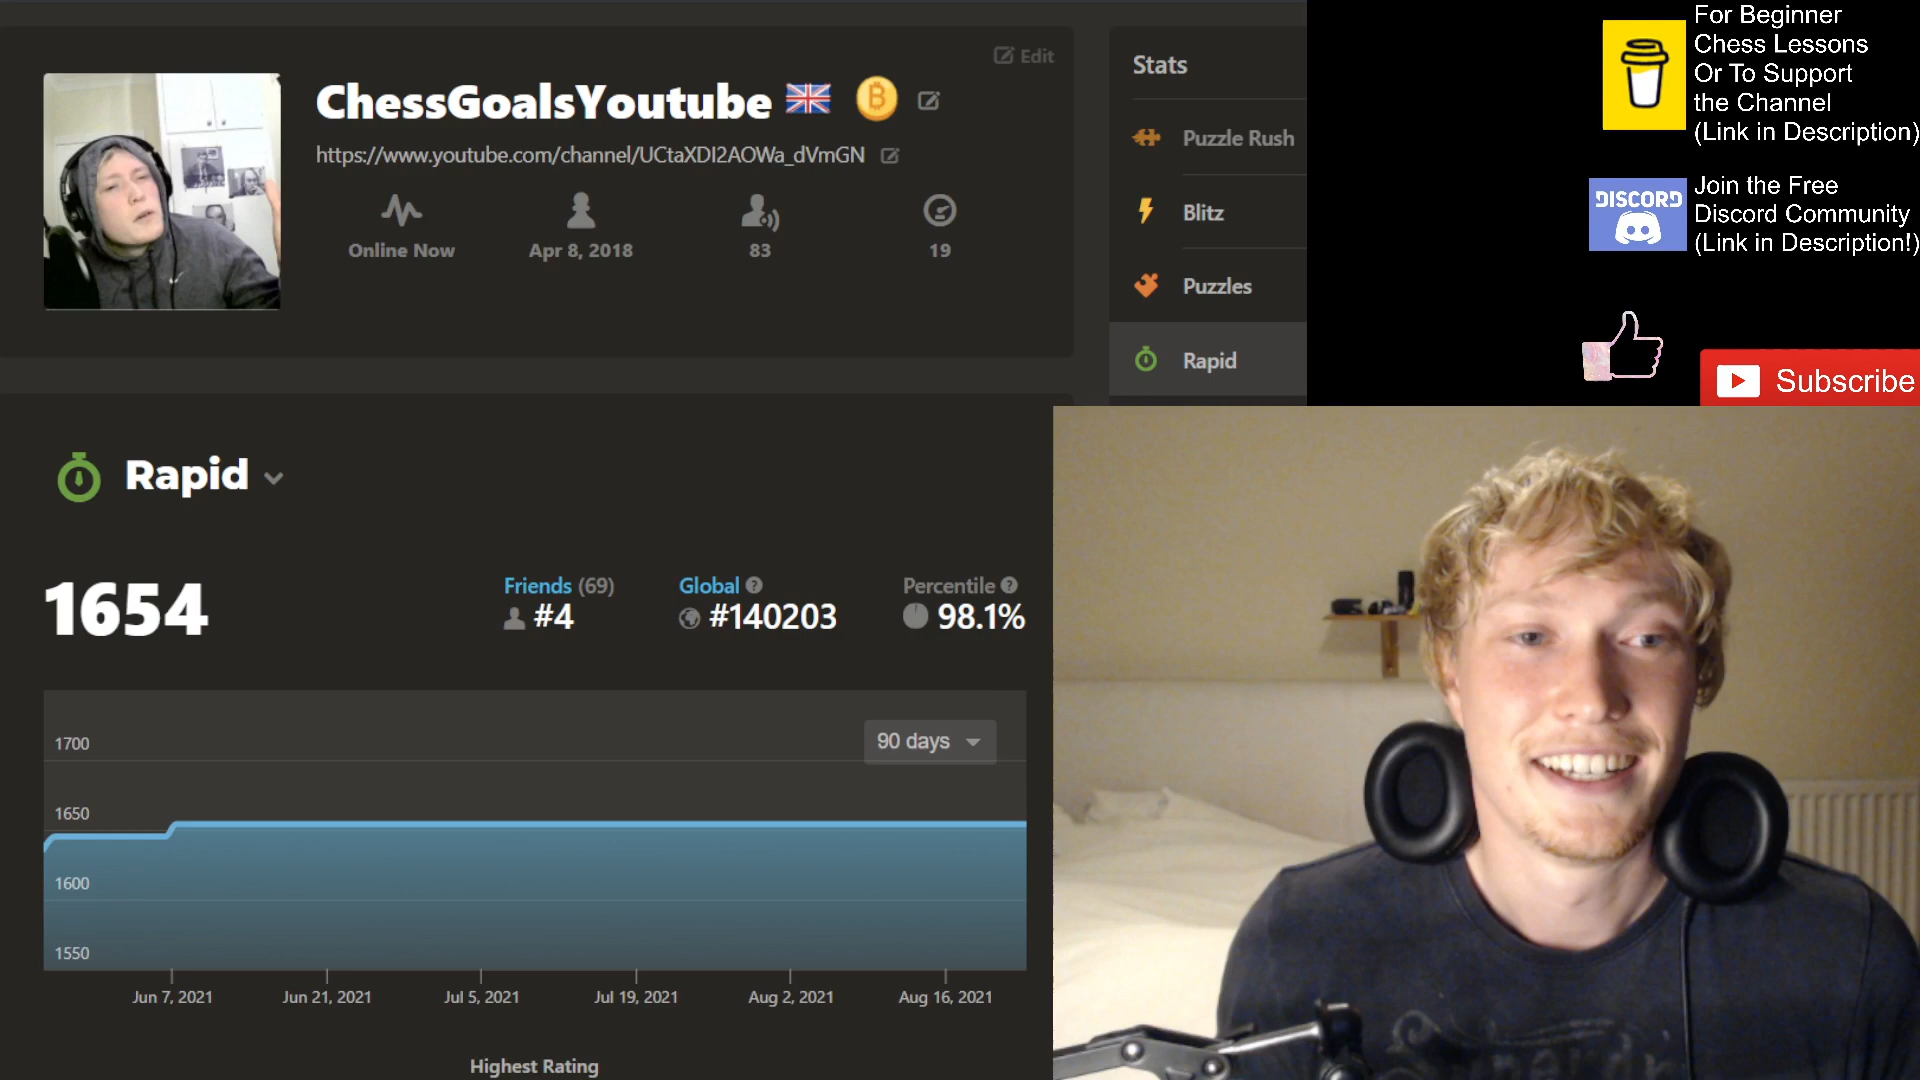 Edit
ChessGoalsYoutube
https://www.youtube.com/channel/UCtaXDI2AOWa_dVmGN
Online Now
Apr 8, 2018
83
19
Stats
Puzzle Rush
Blitz
Puzzles
Rapid
For Beginner
Chess Lessons
Or To Support
the Channel
(Link in Description)
DISCORD
Join the Free
Discord Community
(Link in Description!)
Subscribe
Rapid
1654
Friends (69)
#4
Global
#140203
Percentile
98.1%
90 days
1700
1650
1600
1550
Jun 7, 2021
Jun 21, 2021
Jul 5, 2021
Jul 19, 2021
Aug 2, 2021
Aug 16, 2021
Highest Rating